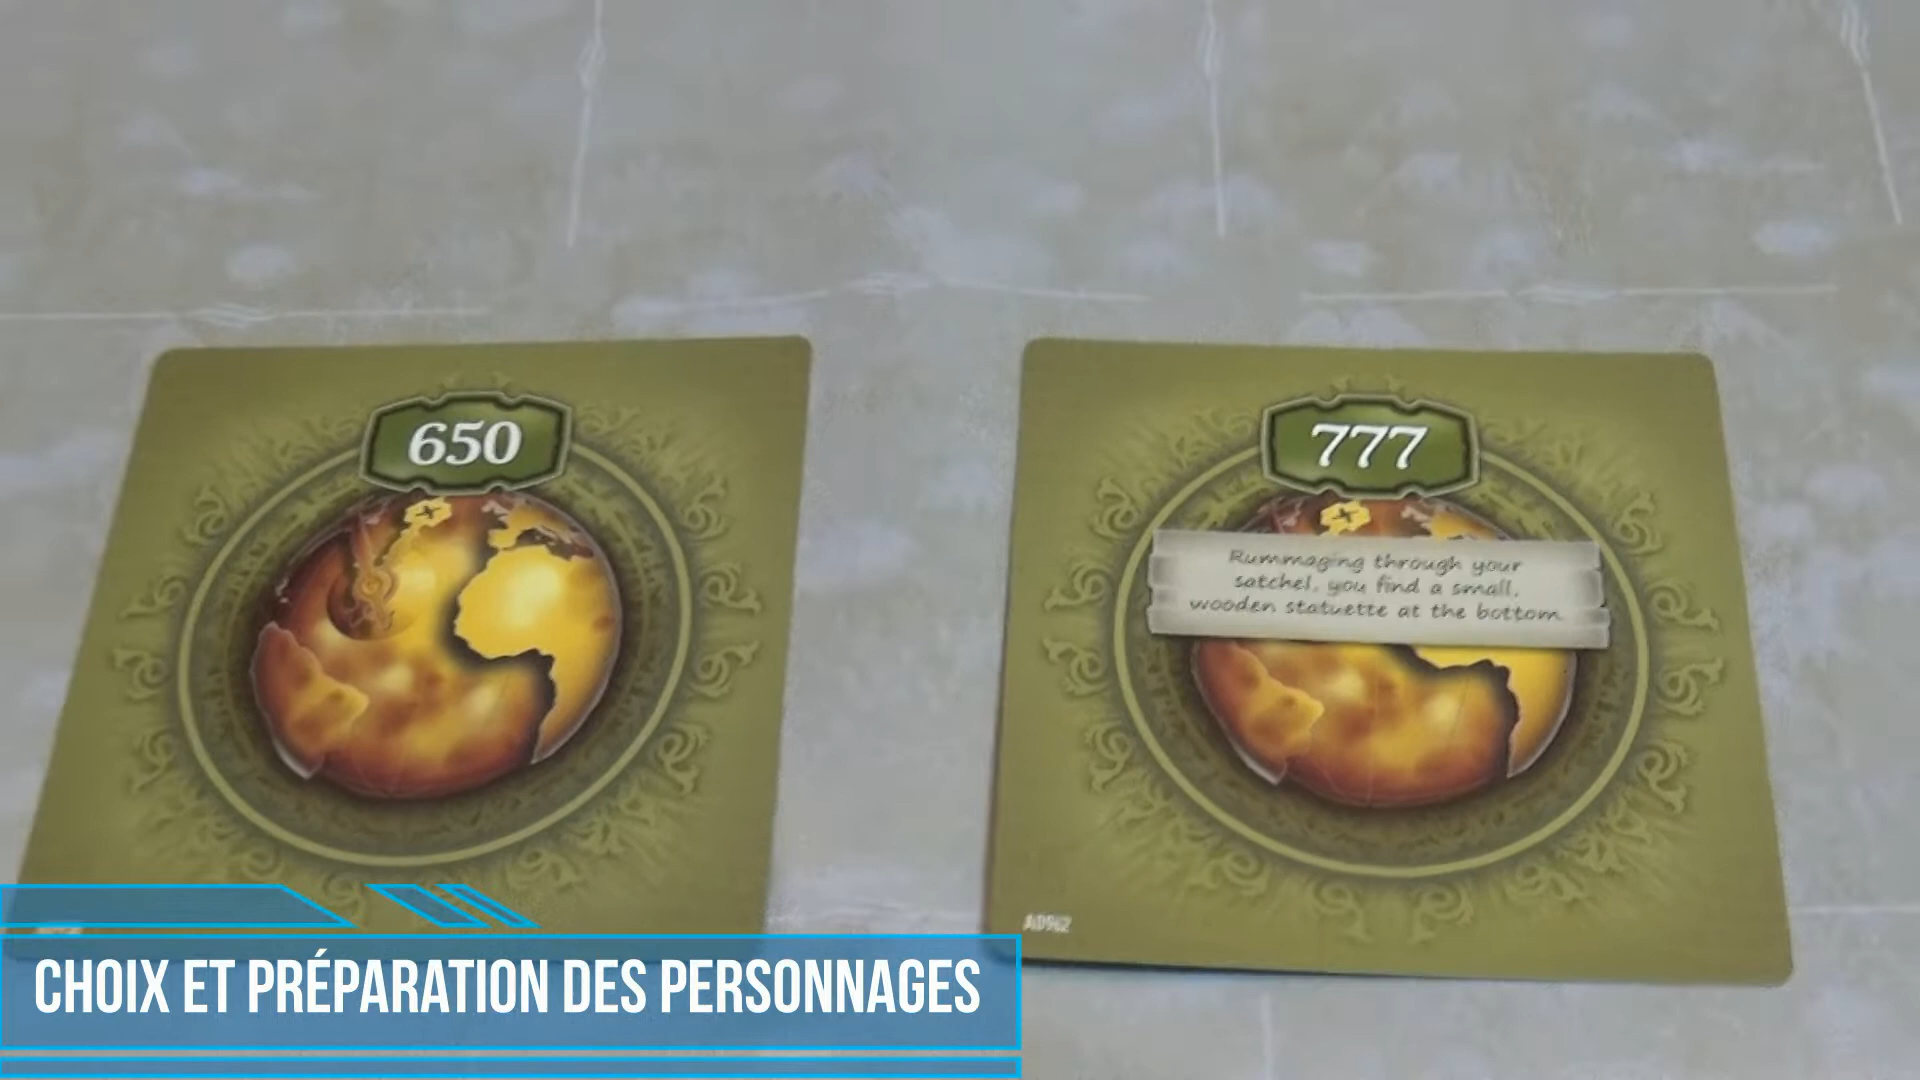 650
777
Rummaging through your
satchel, you find a small,
wooden statuette at the bottom.
AD962
CHOIX ET PRÉPARATION DES PERSONNAGES